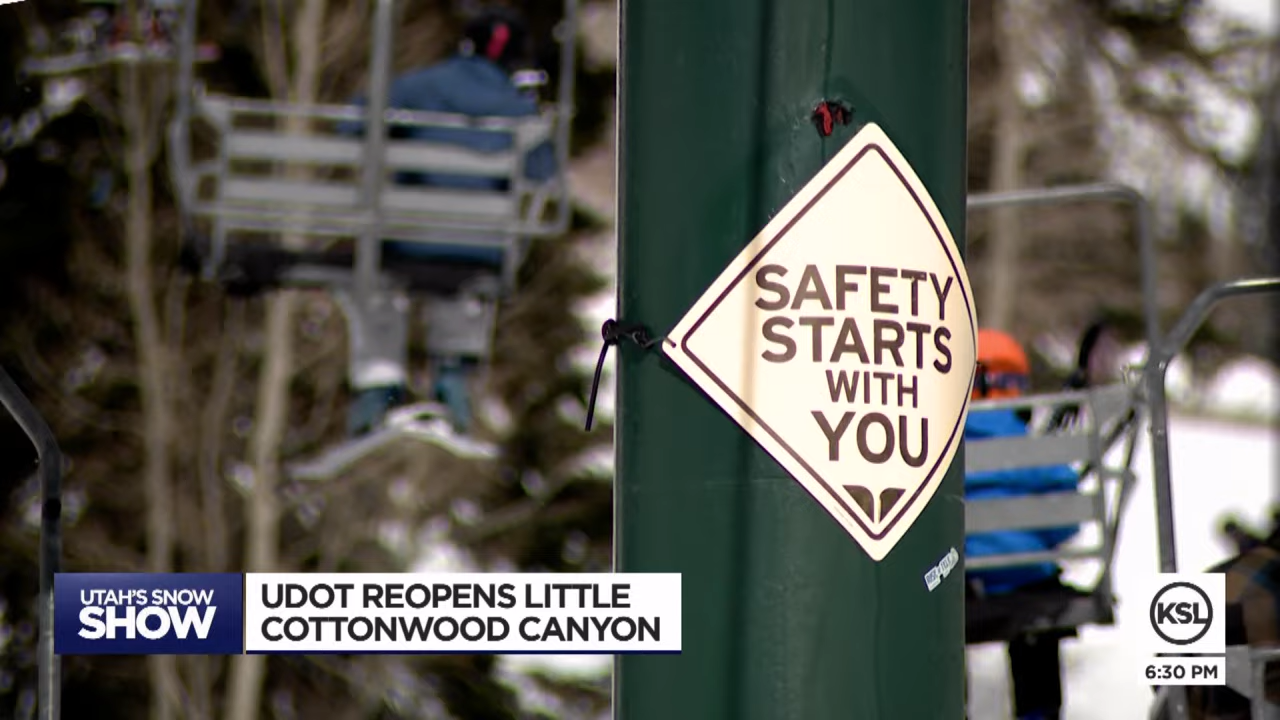 SAFETY
STARTS
WITH
YOU
UTAH'S SNOW
SHOW
UDOT REOPENS LITTLE
COTTONWOOD CANYON
KSL
6:30 PM